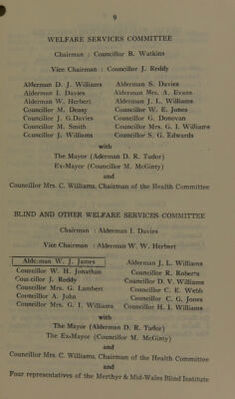 9
WELFARE SERVICES COMMITTEE
Chairman : Councillor B. Watkins
Vice Chairman : Councillor J. Reddy
Alderman D. J. Williams Alderman S. Davies
Alderman I. Davies Alderman Mrs. A. Evans
Alderman W. Herbert Alderman J. L. Williams
Councillor M. Dossy Councillor W. E. Jones
Councillor J. G.Davies Councillor G. Donovan
Councillor M. Smith Councillor Mrs. G. I. Williams
Councillor J. Williams Councillor S. G. Edwards
with
The Mayor (Aderman D. R. Tudor)
Ex-Mayor (Councillor M. McGinty)
and
Councillor Mrs. C. Williams, Chairman of the Health Committee
BLIND AND OTHER WELFARE SERVICES COMMITTEE
Chairman : Alderman I. Davies
Vice Chairman : Alderman W. W. Herbert
Alderman W. J. James Alderman J. L. Williams
Councillor W. H. Jonathan Councillor R. Roberts
Councillor J. Reddy Councillor D. V. Williams
Councillor Mrs. G. Lambert Councillor C. E. Webb
Councillor A. John Councillor C. G. Jones
Councillor Mrs. G. I. Williams Councillor H. I. Williams
with
The Mayor (Alderman D. R. Tudor)
The Ex-Mayor (Councillor M. McGinty)
and
Councillor Mrs. C. Williams, Chairman of the Health Committee
and
Four representatives of the Merthyr & Mid-Wales Blind Institute